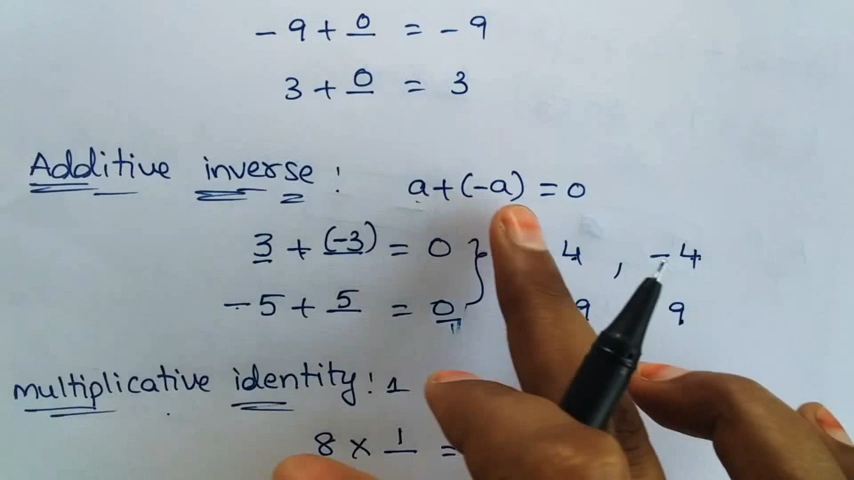 -9 + 0 = -9
3 + 0 = 3
Additive inverse : a+(-a) = 0
3 + (-3) = 0 } 4 , -4
-5 + 5 = 0 9 9
multiplicative identity : 1
8 × 1 =